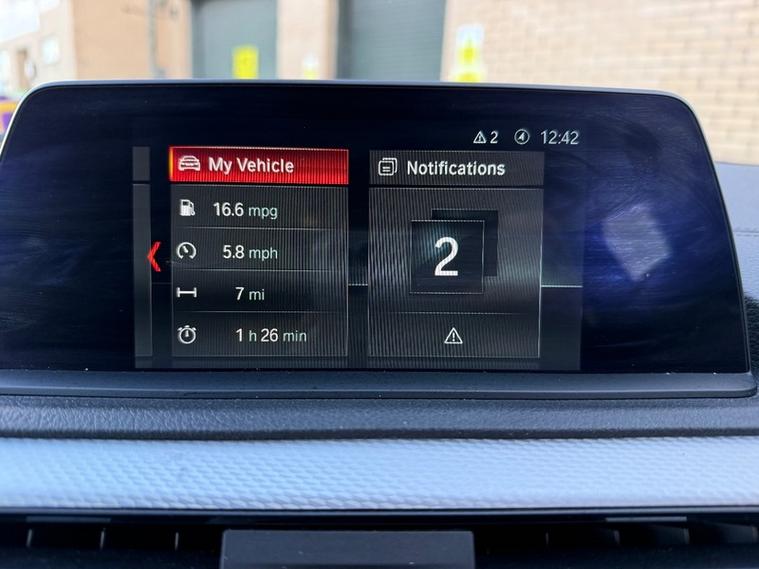 2 12:42
My Vehicle
Notifications
16.6 mpg
5.8 mph
7 mi
1 h 26 min
2